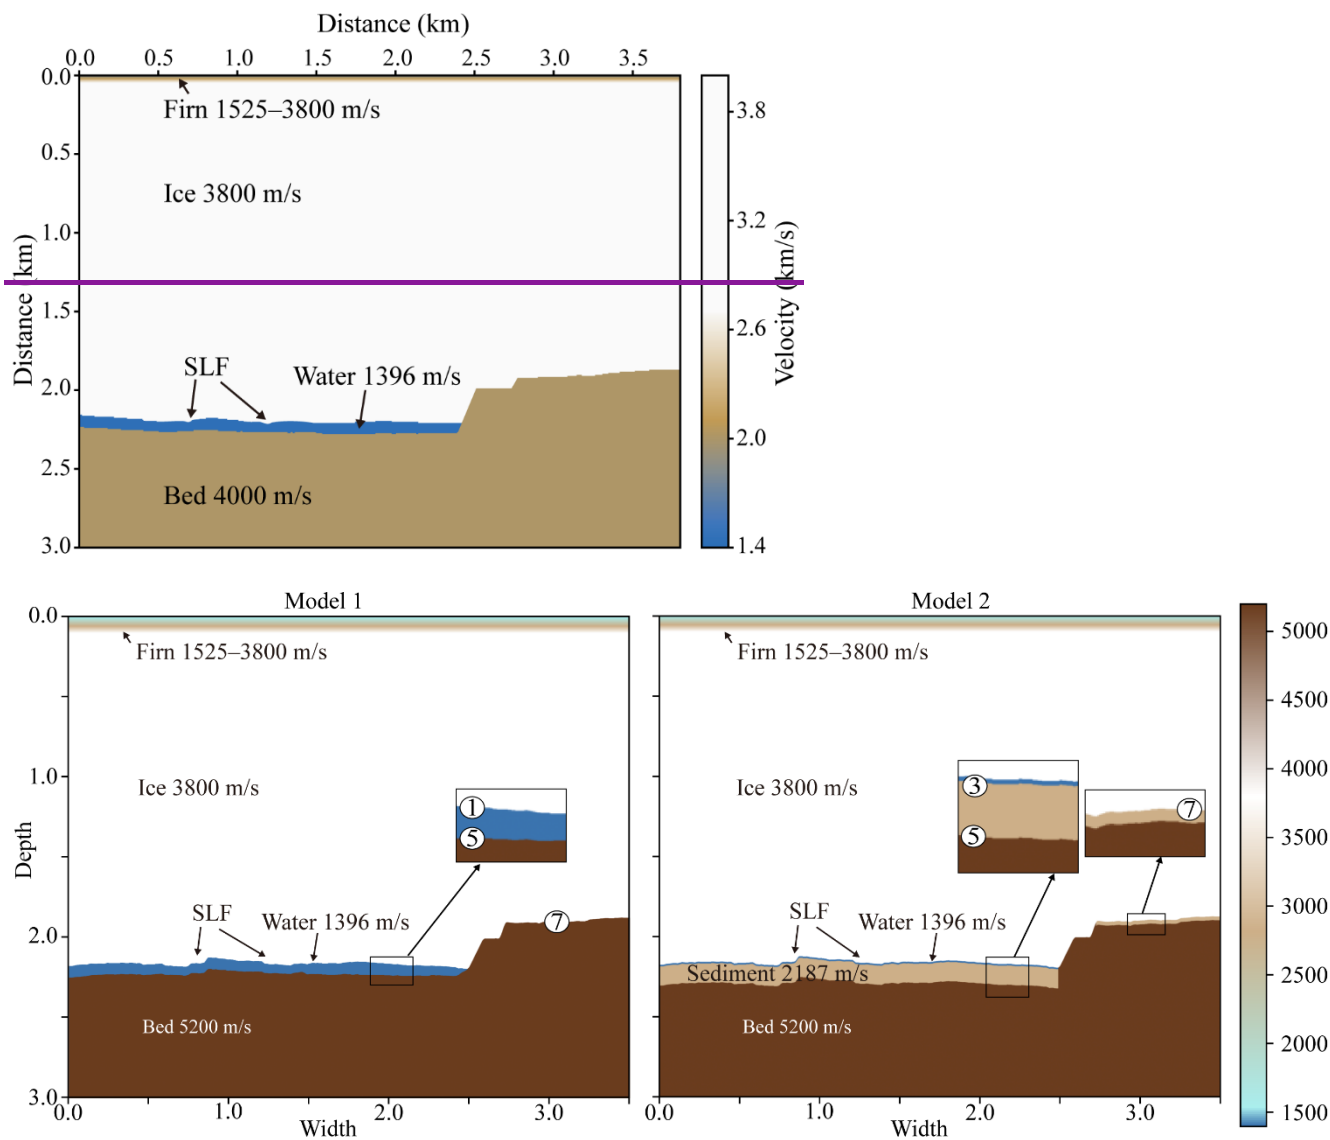 Distance (km)
0.0 0.5 1.0 1.5 2.0 2.5 3.0 3.5
0.0
0.5
1.0
1.5
2.0
2.5
3.0
Distance (km)
Firn 1525–3800 m/s
Ice 3800 m/s
SLF
Water 1396 m/s
Bed 4000 m/s
3.8
3.2
2.6
2.0
1.4
Velocity (km/s)
Model 1
0.0
1.0
2.0
3.0
Depth
Firn 1525–3800 m/s
Ice 3800 m/s
1
5
SLF
Water 1396 m/s
7
Bed 5200 m/s
0.0 1.0 2.0 3.0
Width
Model 2
Firn 1525–3800 m/s
Ice 3800 m/s
3
5
7
SLF
Water 1396 m/s
Sediment 2187 m/s
Bed 5200 m/s
0.0 1.0 2.0 3.0
Width
5000
4500
4000
3500
3000
2500
2000
1500